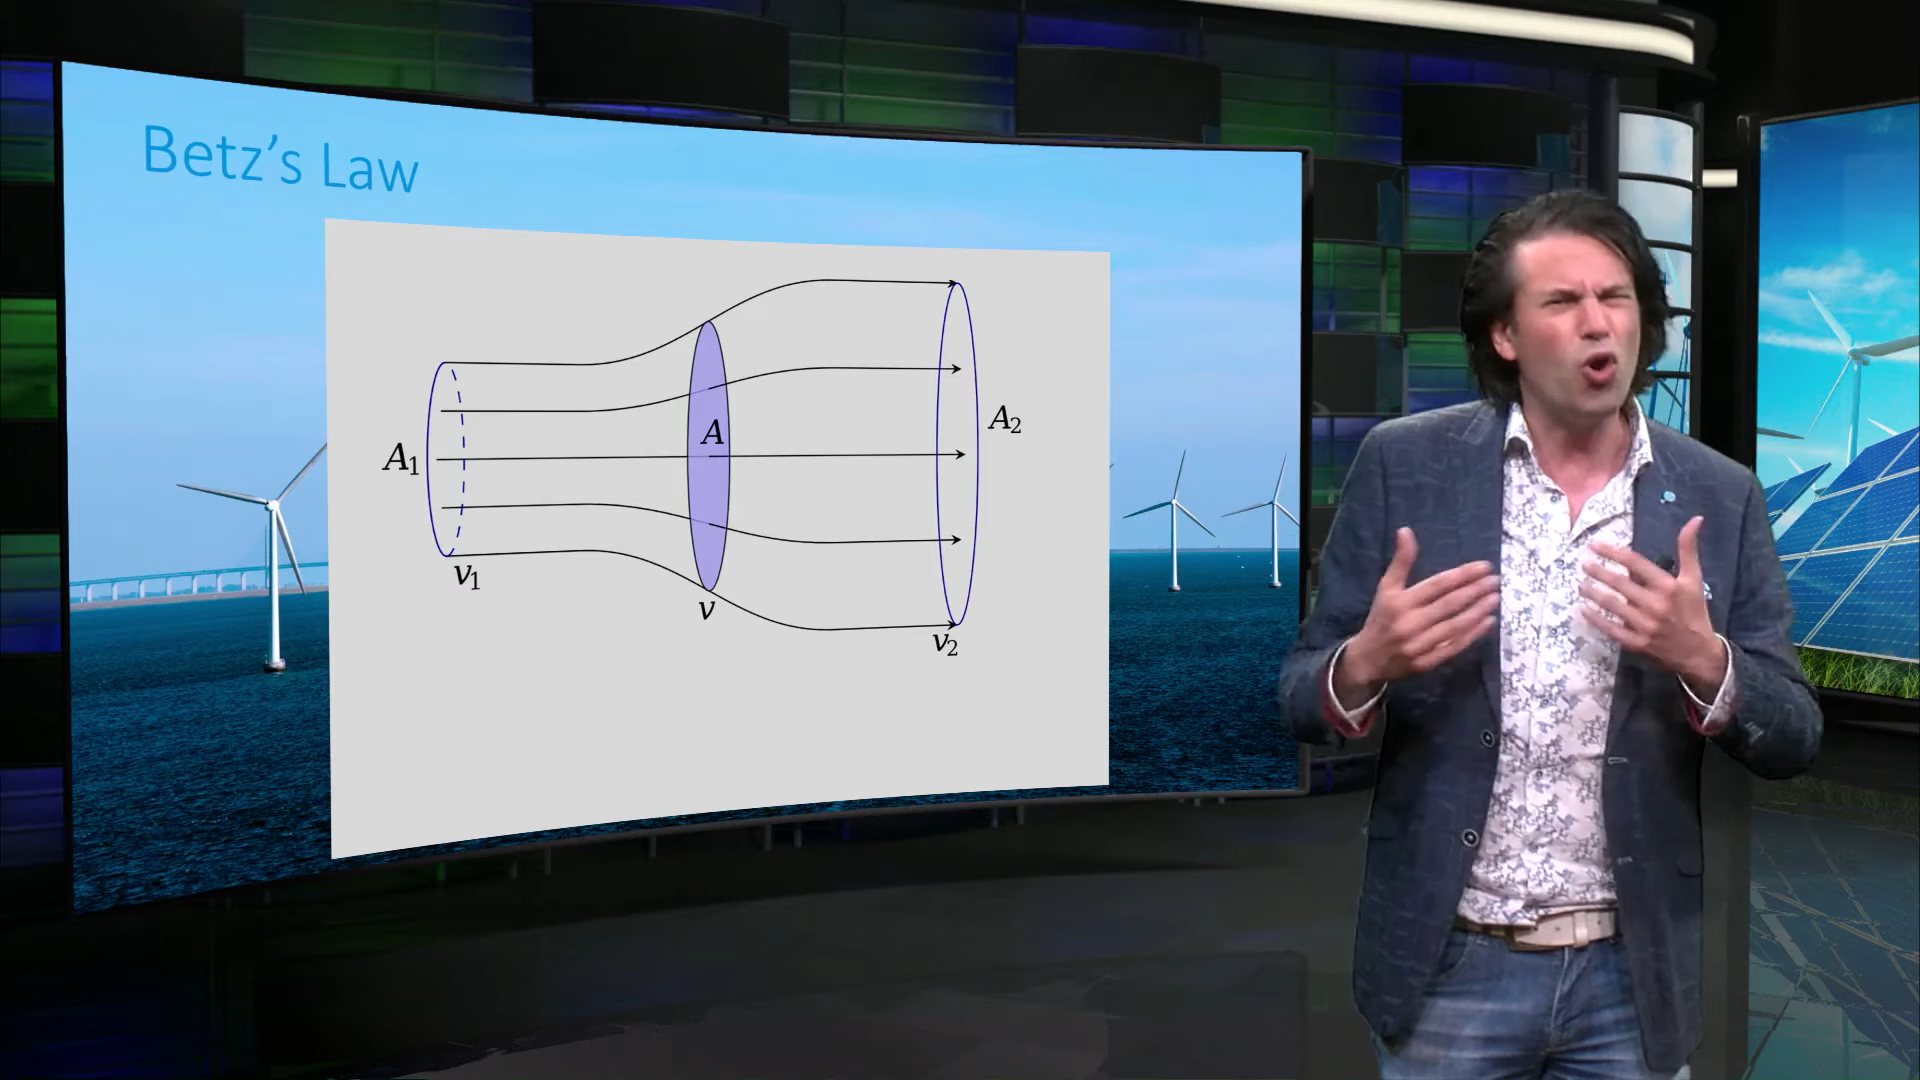 Betz's Law
A₁
A
A₂
v₁
v
v₂